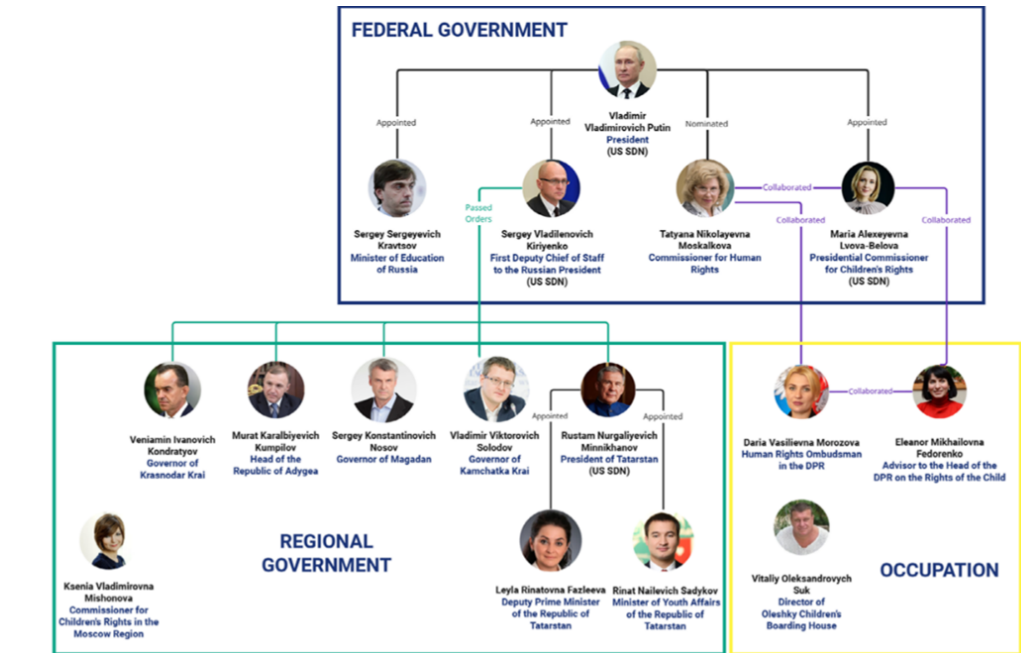 FEDERAL GOVERNMENT
Vladimir
Vladimirovich Putin
President
(US SDN)
Appointed
Appointed
Nominated
Appointed
Sergey Sergeyevich
Kravtsov
Minister of Education
of Russia
Passed
Orders
Sergey Vladilenovich
Kiriyenko
First Deputy Chief of Staff
to the Russian President
(US SDN)
Tatyana Nikolayevna
Moskalkova
Commissioner for Human
Rights
Collaborated
Collaborated
Collaborated
Maria Alexeyevna
Lvova-Belova
Presidential Commissioner
for Children's Rights
(US SDN)
Veniamin Ivanovich
Kondratyov
Governor of
Krasnodar Krai
Murat Karalbiyevich
Kumpilov
Head of the
Republic of Adygea
Sergey Konstantinovich
Nosov
Governor of Magadan
Vladimir Viktorovich
Solodov
Governor of
Kamchatka Krai
Appointed
Appointed
Rustam Nurgaliyevich
Minnikhanov
President of Tatarstan
(US SDN)
Collaborated
Daria Vasilievna Morozova
Human Rights Ombudsman
in the DPR
Eleanor Mikhailovna
Fedorenko
Advisor to the Head of the
DPR on the Rights of the Child
Ksenia Vladimirovna
Mishonova
Commissioner for
Children's Rights in the
Moscow Region
REGIONAL
GOVERNMENT
Leyla Rinatovna Fazleeva
Deputy Prime Minister
of the Republic of
Tatarstan
Rinat Nailevich Sadykov
Minister of Youth Affairs
of the Republic of
Tatarstan
Vitaliy Oleksandrovych
Suk
Director of
Oleshky Children's
Boarding House
OCCUPATION